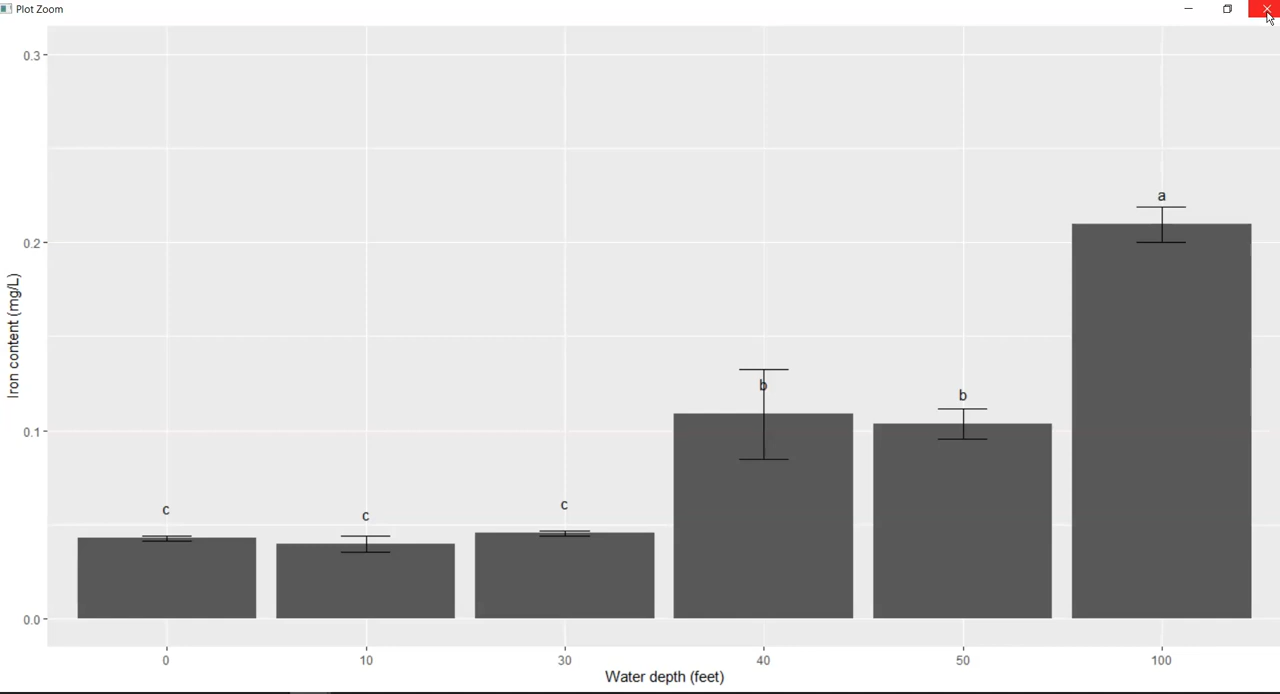 Plot Zoom
0.3
0.2
0.1
0.0
Iron content (mg/L)
a
b
b
c
c
c
0
10
30
40
50
100
Water depth (feet)